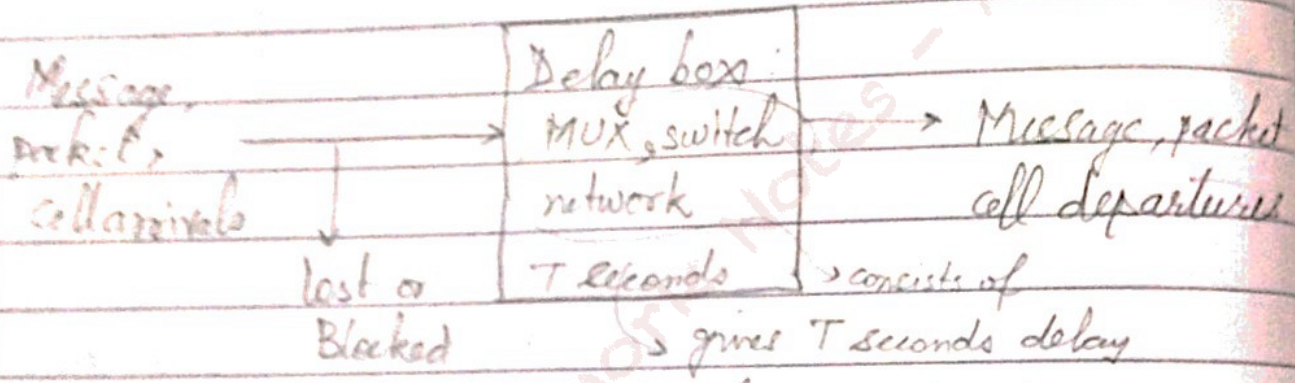 Message,
packet,
cell arrivals
Lost or
Blocked
Delay box:
MUX, switch
network
T seconds
Message, packet
cell departures
consists of
gives T seconds delay
Notes -